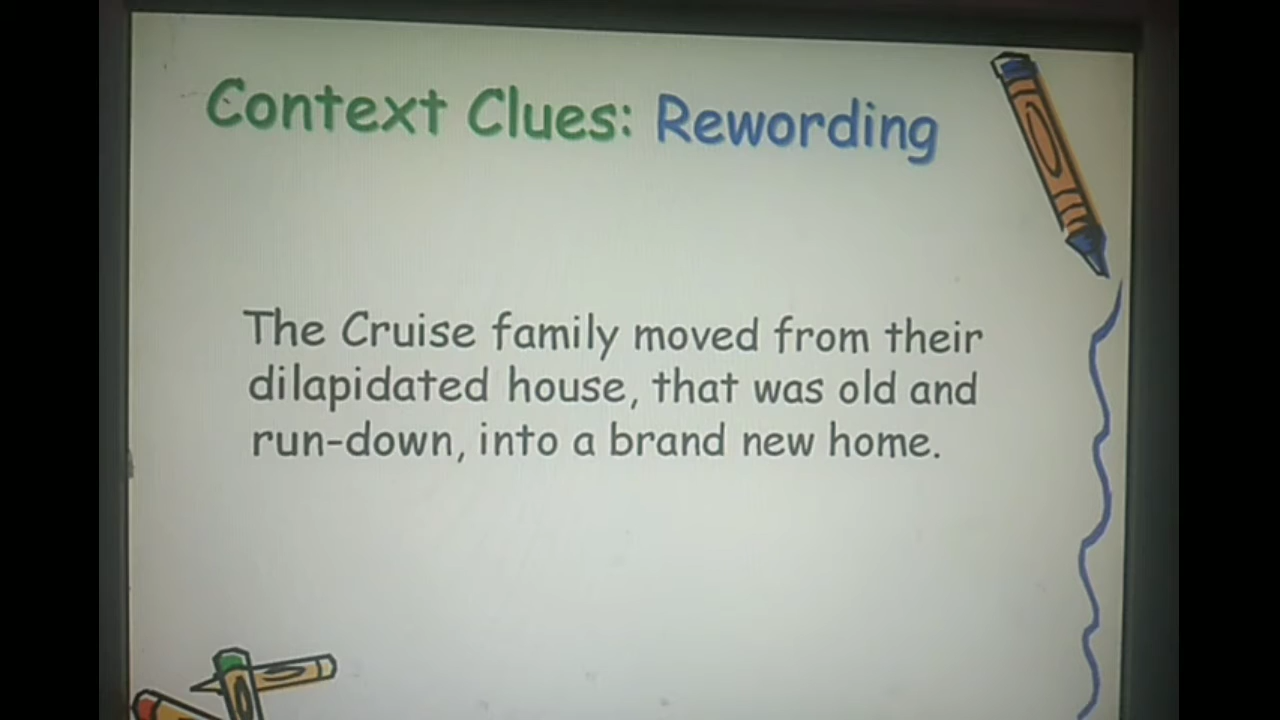 Context Clues: Rewording
The Cruise family moved from their
dilapidated house, that was old and
run-down, into a brand new home.